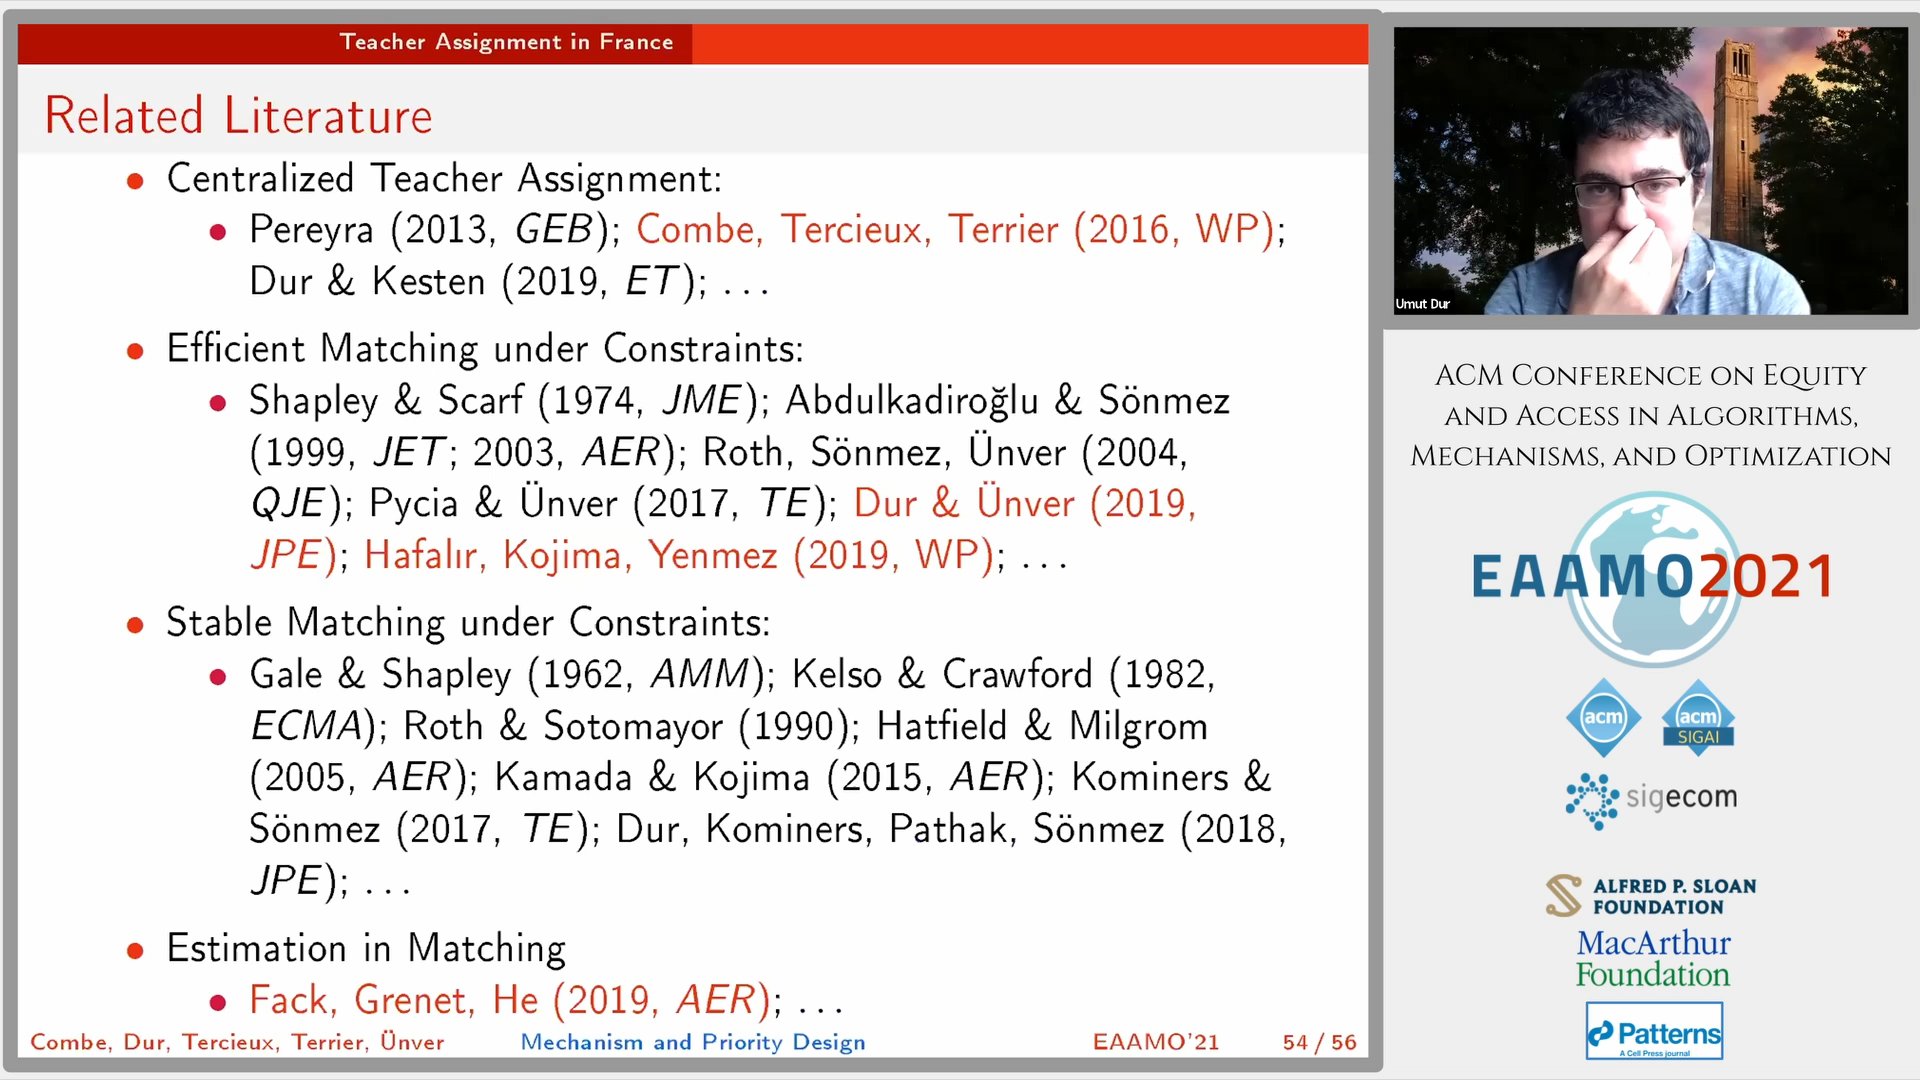 Teacher Assignment in France
Related Literature
• Centralized Teacher Assignment:
• Pereyra (2013, GEB); Combe, Tercieux, Terrier (2016, WP);
Dur & Kesten (2019, ET); ...
• Efficient Matching under Constraints:
• Shapley & Scarf (1974, JME); Abdulkadiroğlu & Sönmez
(1999, JET; 2003, AER); Roth, Sönmez, Ünver (2004,
QJE); Pycia & Ünver (2017, TE); Dur & Ünver (2019,
JPE); Hafalır, Kojima, Yenmez (2019, WP); ...
• Stable Matching under Constraints:
• Gale & Shapley (1962, AMM); Kelso & Crawford (1982,
ECMA); Roth & Sotomayor (1990); Hatfield & Milgrom
(2005, AER); Kamada & Kojima (2015, AER); Kominers &
Sönmez (2017, TE); Dur, Kominers, Pathak, Sönmez (2018,
JPE); ...
• Estimation in Matching
• Fack, Grenet, He (2019, AER); ...
Combe, Dur, Tercieux, Terrier, Ünver Mechanism and Priority Design EAAMO'21 54 / 56
Umut Dur
ACM Conference on Equity
and Access in Algorithms,
Mechanisms, and Optimization
EAAMO2021
acm acm
SIGAI
sigecom
ALFRED P. SLOAN
FOUNDATION
MacArthur
Foundation
Patterns
A Cell Press journal